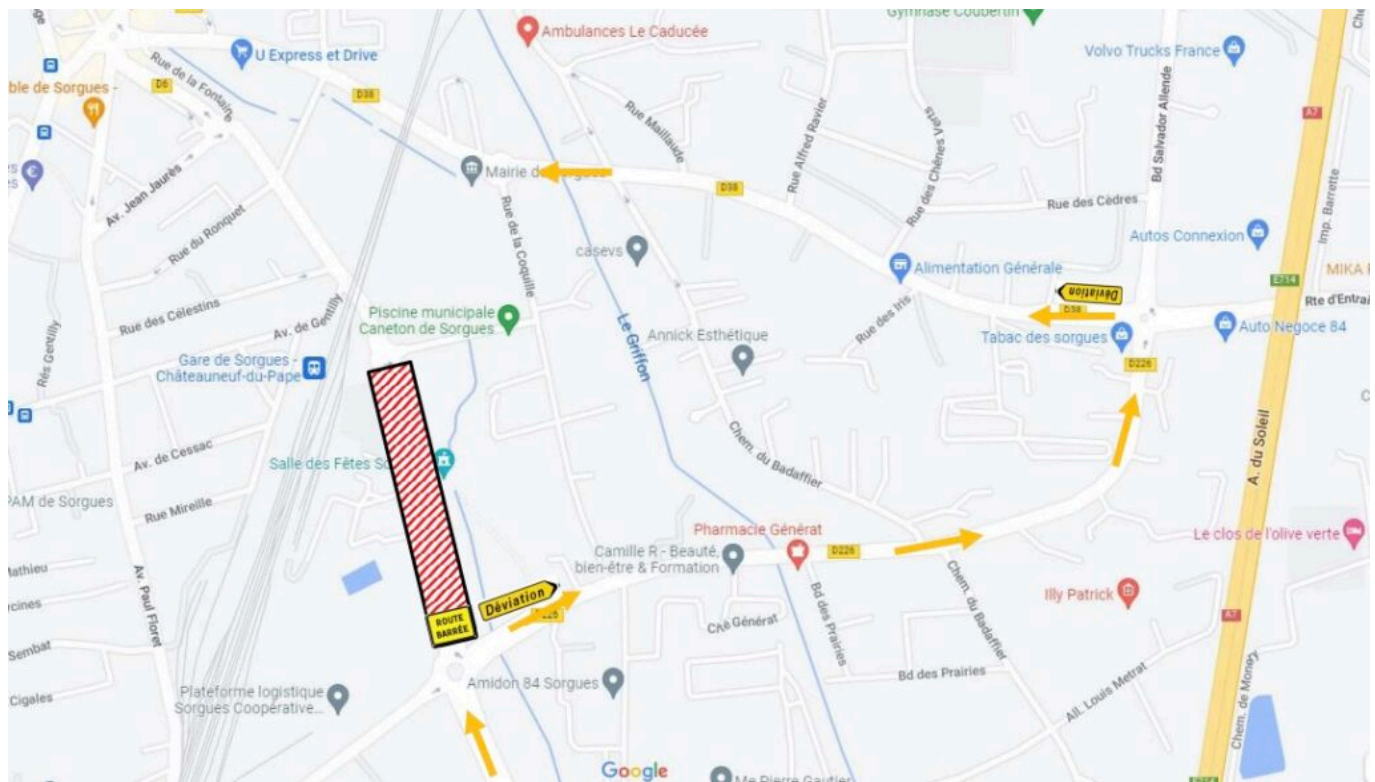 Gymnase Coubertin
Ambulances Le Caducée
Volvo Trucks France
U Express et Drive
Rue de la Fontaine
D6
ble de Sorgues -
D38
A7
Rue Maillaude
Rue Alfred Ravier
Rue des Chênes Verts
Bd Salvador Allende
Mairie de Sorgues
D38
Av. Jean Jaurès
Rue du Ronquet
Rue de la Coquille
Rue des Cèdres
Imp. Barrette
Autos Connexion
casevs
Alimentation Générale
E714
MIKA
Déviation
Rte d'Entrai
D38
Rue des Célestins
Av. de Gentilly
Piscine municipale
Caneton de Sorgues
Le Griffon
Rue des Iris
Annick Esthétique
Tabac des sorgues
Auto Negoce 84
Rés Gentilly
Gare de Sorgues -
Châteauneuf-du-Pape
D226
A. du Soleil
Av. de Cessac
Salle des Fêtes So
Chem. du Badaffier
PAM de Sorgues
Rue Mireille
Pharmacie Générat
Le clos de l'olive verte
Camille R - Beauté,
bien-être & Formation
D226
Mathieu
Av. Paul Floret
Déviation
Chem. du Badaffier
Illy Patrick
ROUTE
BARRÉE
Che Générat
Bd des Prairies
A7
Sembat
Bd des Prairies
Cigales
Plateforme logistique
Sorgues Coopérative...
Amidon 84 Sorgues
All. Louis Metrat
Chem. de Monery
Google
Me Pierre Gautier
E714